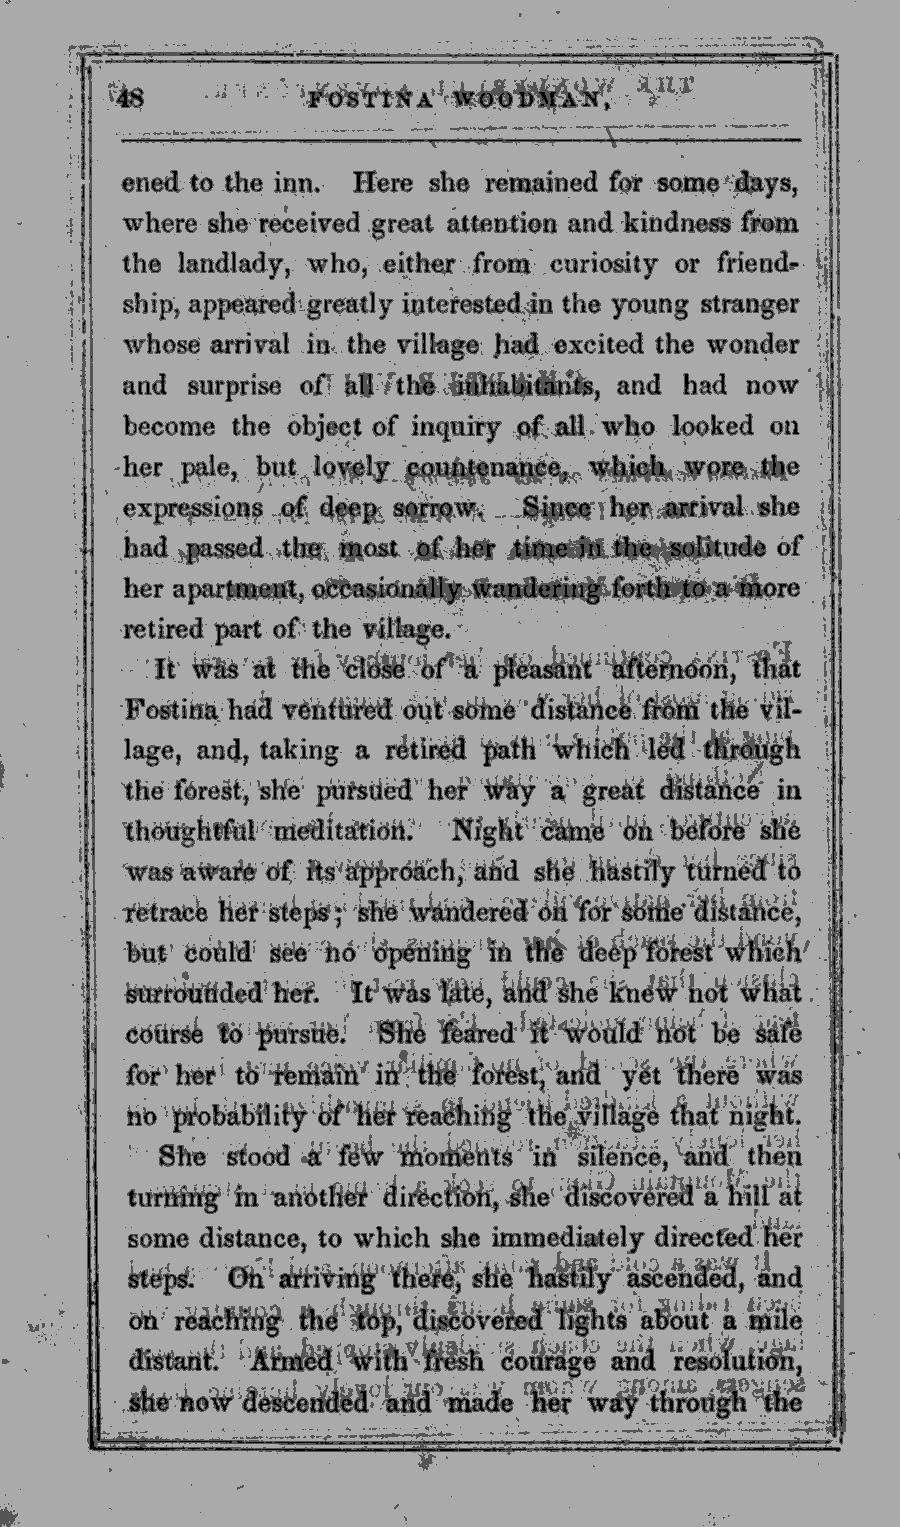 48 FOSTINA WOODMAN,
ened to the inn. Here she remained for some days,
where she received great attention and kindness from
the landlady, who, either from curiosity or friend-
ship, appeared greatly interested in the young stranger
whose arrival in the village had excited the wonder
and surprise of all the inhabitants, and had now
become the object of inquiry of all who looked on
her pale, but lovely countenance, which wore the
expressions of deep sorrow. Since her arrival she
had passed the most of her time in the solitude of
her apartment, occasionally wandering forth to a more
retired part of the village.
It was at the close of a pleasant afternoon, that
Fostina had ventured out some distance from the vil-
lage, and, taking a retired path which led through
the forest, she pursued her way a great distance in
thoughtful meditation. Night came on before she
was aware of its approach, and she hastily turned to
retrace her steps; she wandered on for some distance,
but could see no opening in the deep forest which
surrounded her. It was late, and she knew not what
course to pursue. She feared it would not be safe
for her to remain in the forest, and yet there was
no probability of her reaching the village that night.
She stood a few moments in silence, and then
turning in another direction, she discovered a hill at
some distance, to which she immediately directed her
steps. On arriving there, she hastily ascended, and
on reaching the top, discovered lights about a mile
distant. Armed with fresh courage and resolution,
she now descended and made her way through the